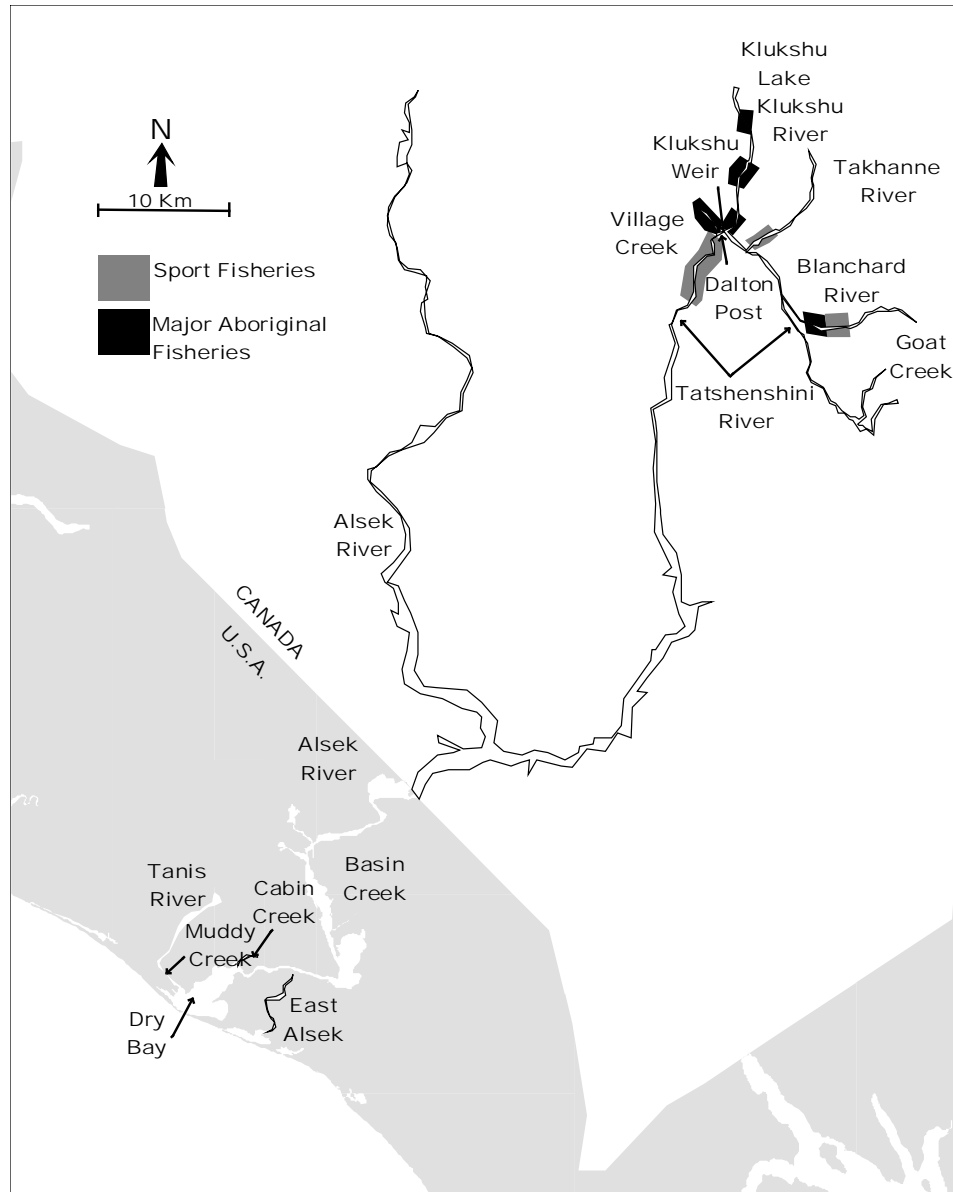 Klukshu
Lake
Klukshu
River
N
Klukshu
Weir
Takhanne
River
10 Km
Village
Creek
Sport Fisheries
Blanchard
River
Dalton
Post
Major Aboriginal
Fisheries
Goat
Creek
Tatshenshini
River
Alsek
River
CANADA
U.S.A.
Alsek
River
Basin
Creek
Tanis
River
Cabin
Creek
Muddy
Creek
East
Alsek
Dry
Bay